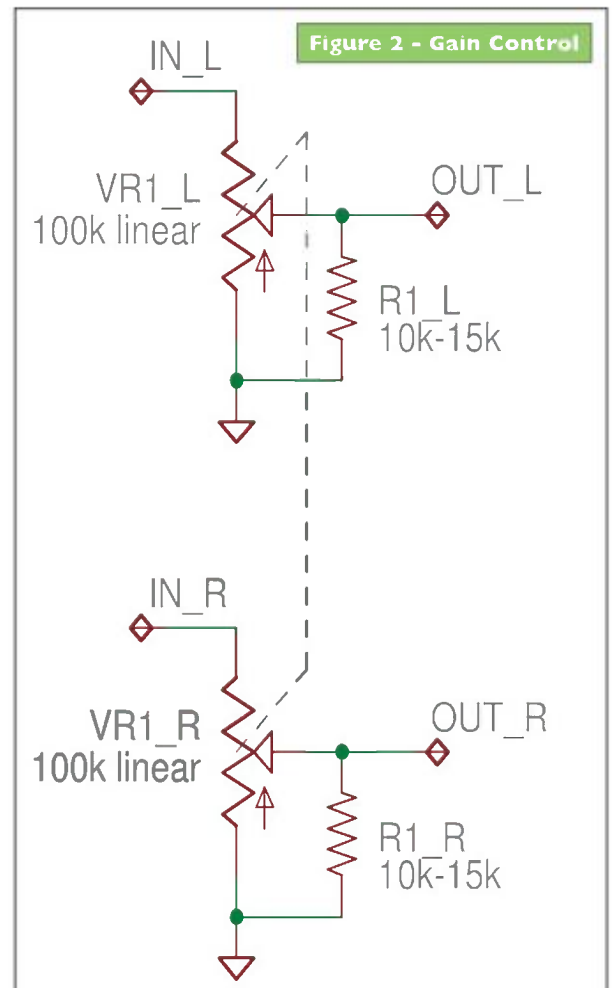 Figure 2 - Gain Control
IN_L
VR1_L
100k linear
OUT_L
R1_L
10k-15k
IN_R
VR1_R
100k linear
OUT_R
R1_R
10k-15k